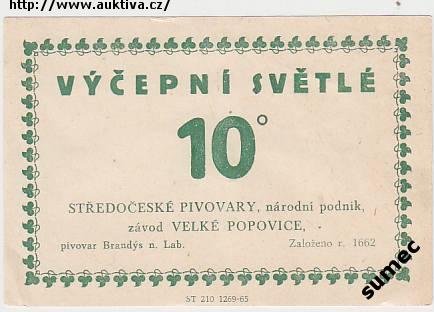 http://www.auktiva.cz/
VÝČEPNÍ SVĚTLÉ
10°
STŘEDOČESKÉ PIVOVARY, národní podnik,
závod VELKÉ POPOVICE,
pivovar Brandýs n. Lab. Založeno r. 1662
ST 210 1269-65
sumec